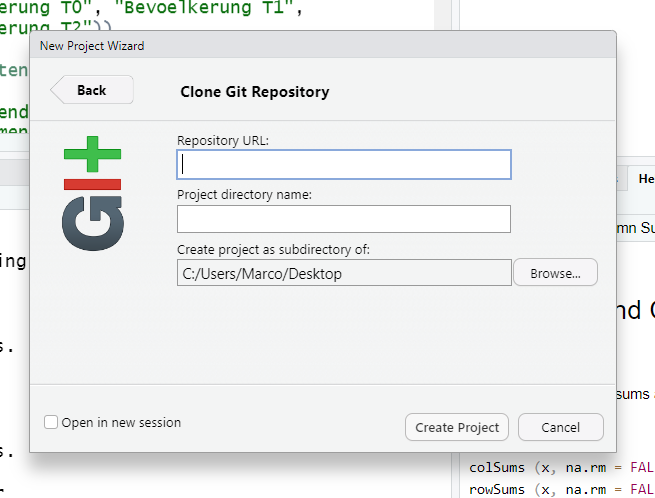 erung T0", "Bevoelkerung T1",
erung T2"))
New Project Wizard
Back
Clone Git Repository
GIT
Repository URL:
Project directory name:
Create project as subdirectory of:
C:/Users/Marco/Desktop
Browse...
Open in new session
Create Project
Cancel
ten
end
men
ing
s.
s.
He
mn Su
nd C
sums a
colSums (x, na.rm = FAL
rowSums (x, na.rm = FAL